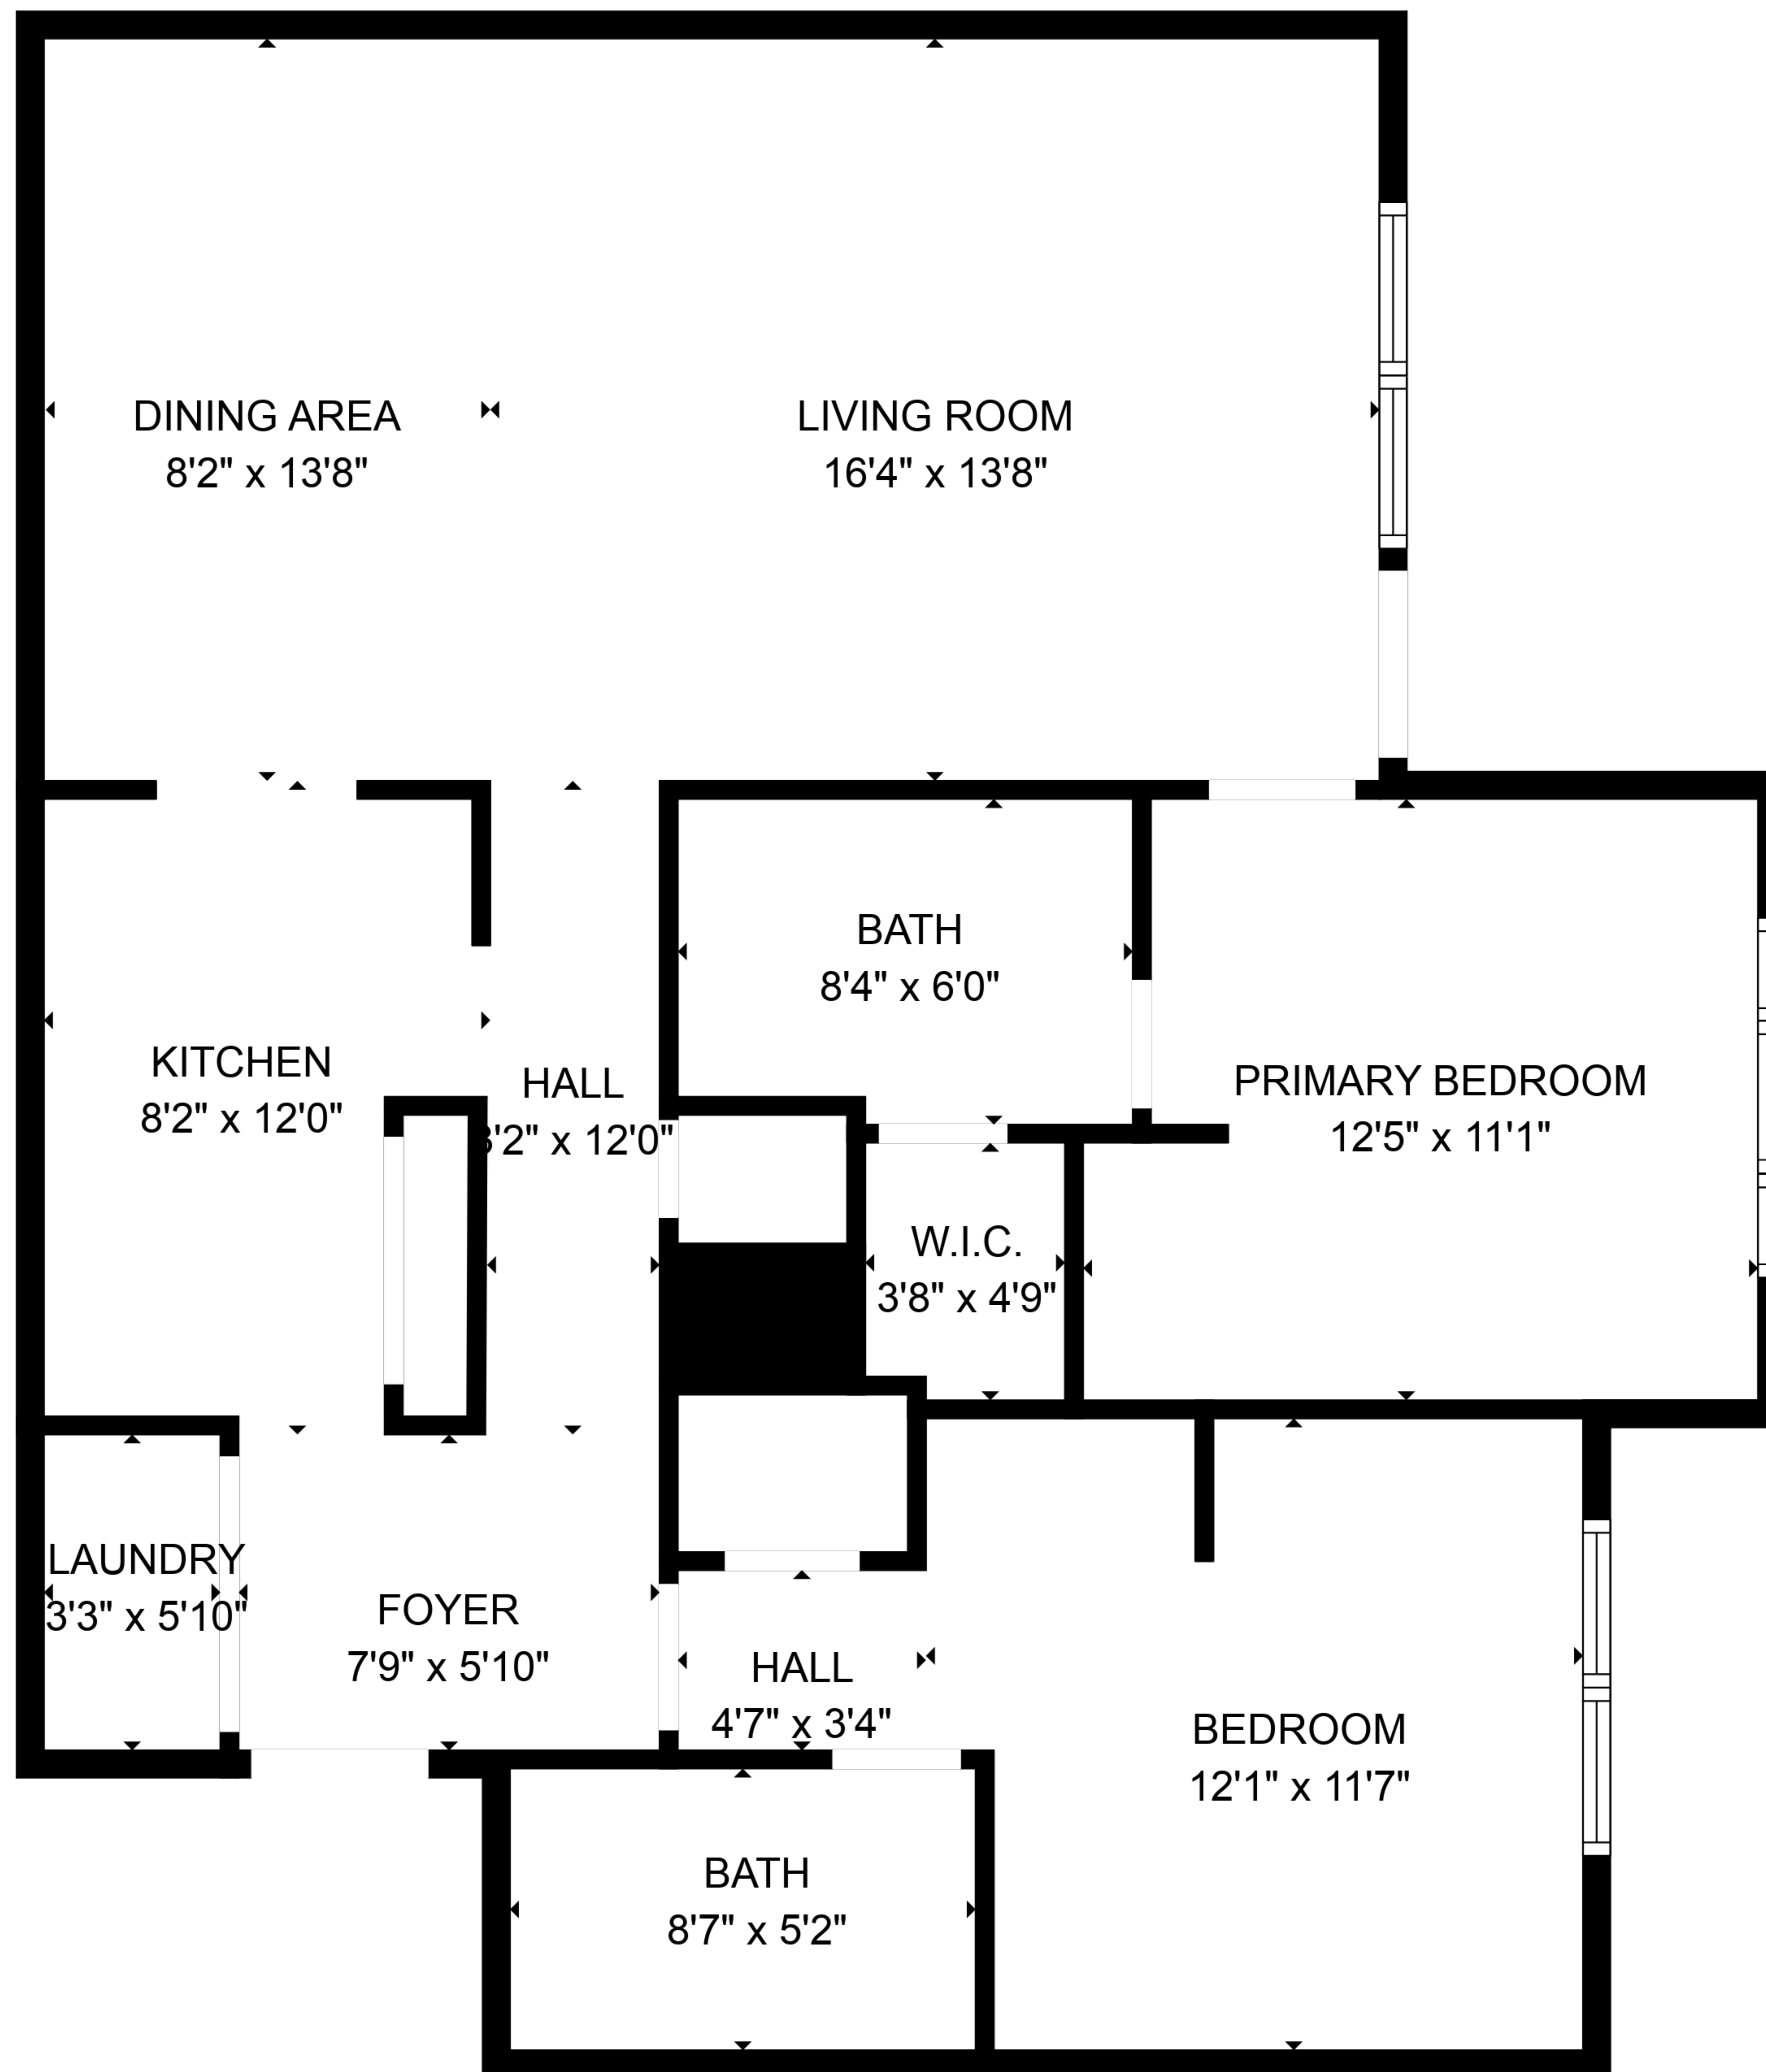 DINING AREA
8'2" x 13'8"
LIVING ROOM
16'4" x 13'8"
BATH
8'4" x 6'0"
KITCHEN
8'2" x 12'0"
HALL
3'2" x 12'0"
PRIMARY BEDROOM
12'5" x 11'1"
W.I.C.
3'8" x 4'9"
LAUNDRY
3'3" x 5'10"
FOYER
7'9" x 5'10"
HALL
4'7" x 3'4"
BEDROOM
12'1" x 11'7"
BATH
8'7" x 5'2"